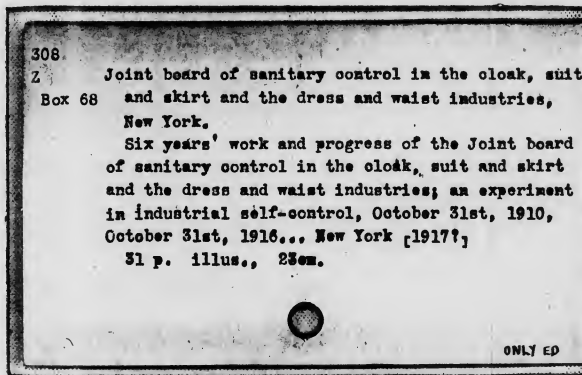 308
Z Joint board of sanitary control in the cloak, suit
Box 68 and skirt and the dress and waist industries,
New York.
Six years' work and progress of the Joint board
of sanitary control in the cloak, suit and skirt
and the dress and waist industries; an experiment
in industrial self-control, October 31st, 1910,
October 31st, 1916... New York [1917?]
31 p. illus., 23cm.
ONLY ED